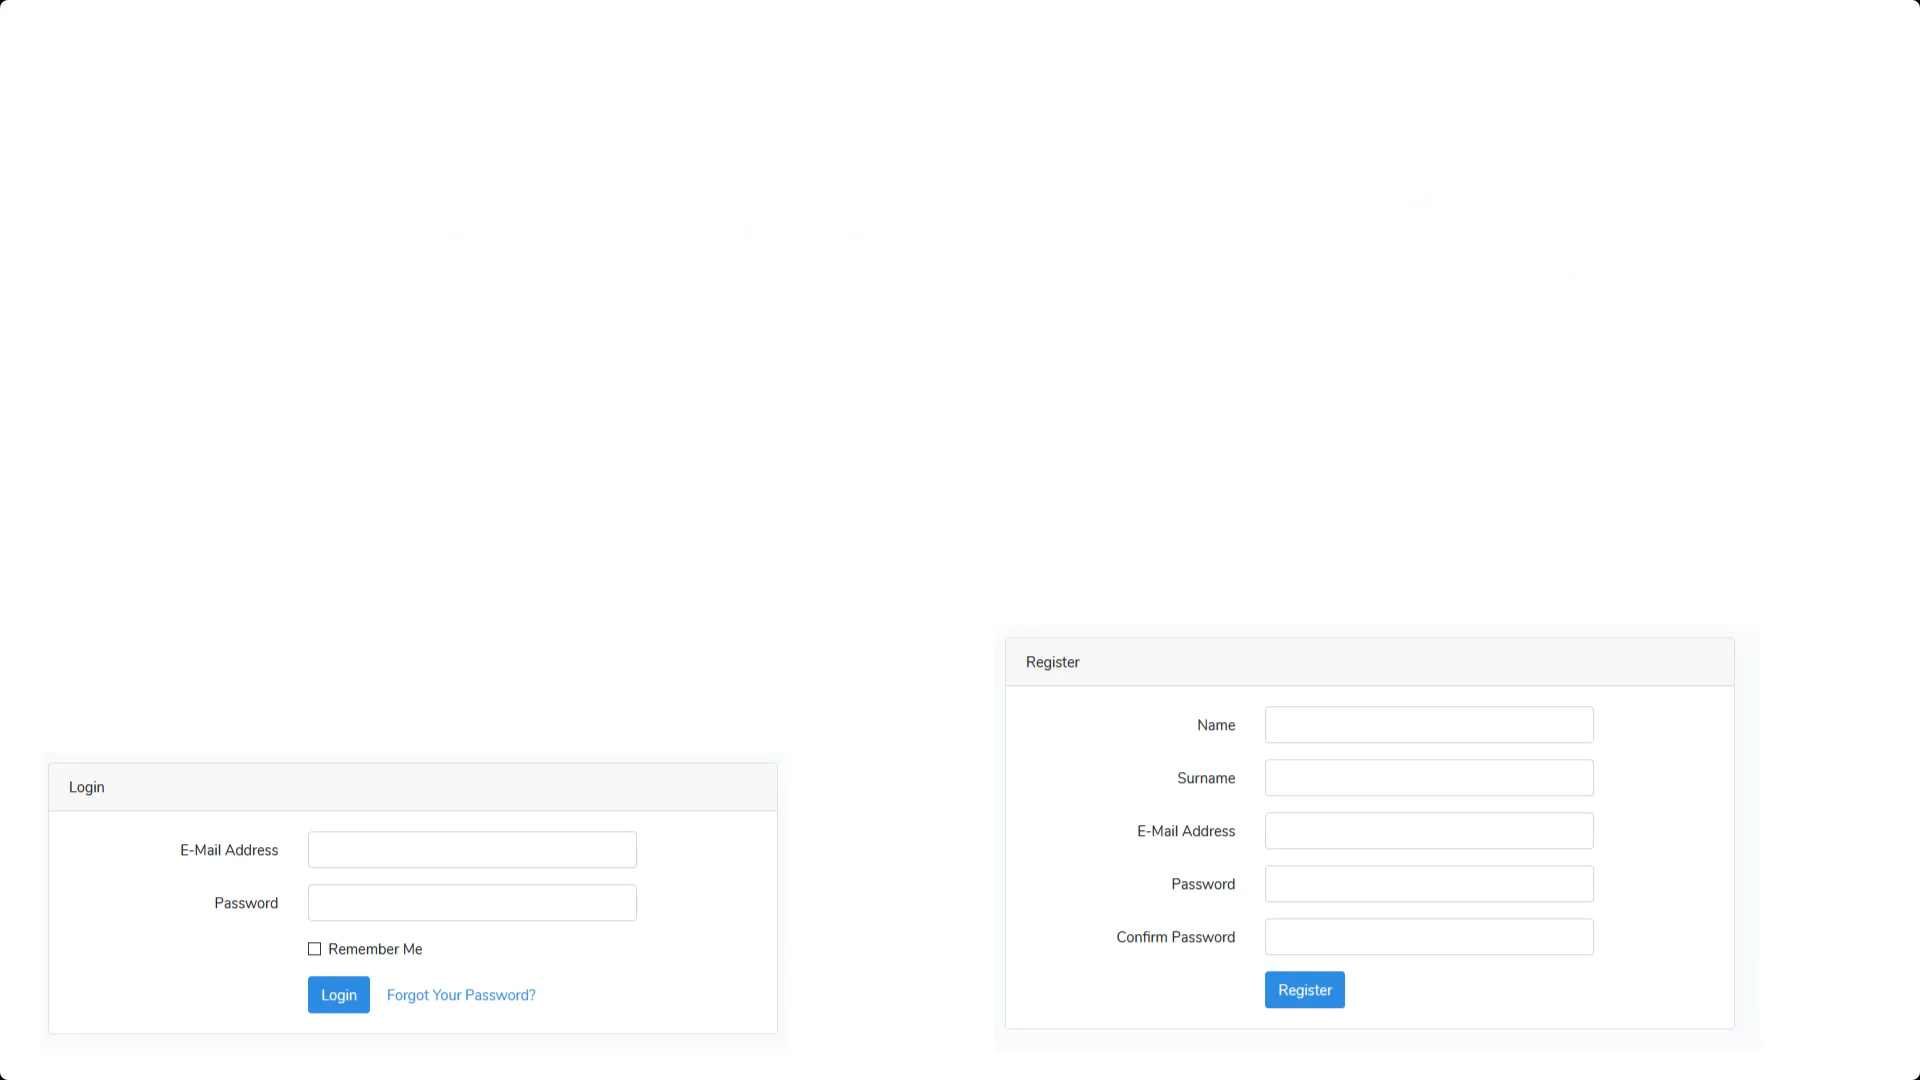 Login
E-Mail Address
Password
Remember Me
Login Forgot Your Password?
Register
Name
Surname
E-Mail Address
Password
Confirm Password
Register